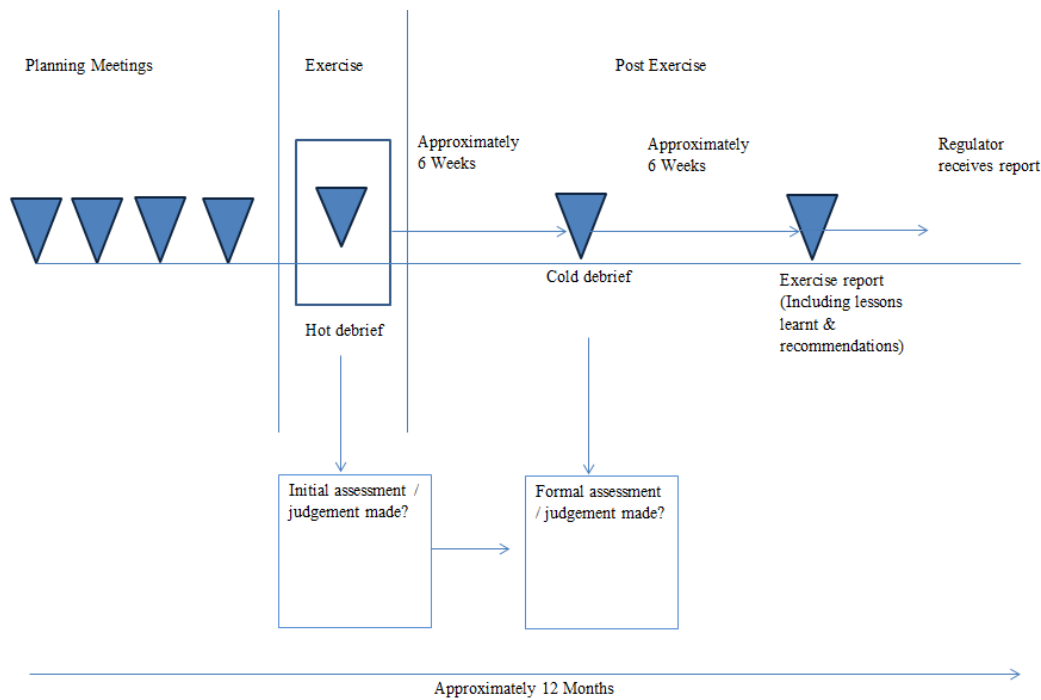 Planning Meetings
Exercise
Post Exercise
Approximately
6 Weeks
Approximately
6 Weeks
Regulator
receives report
Hot debrief
Cold debrief
Exercise report
(Including lessons
learnt &
recommendations)
Initial assessment /
judgement made?
Formal assessment
/ judgement made?
Approximately 12 Months